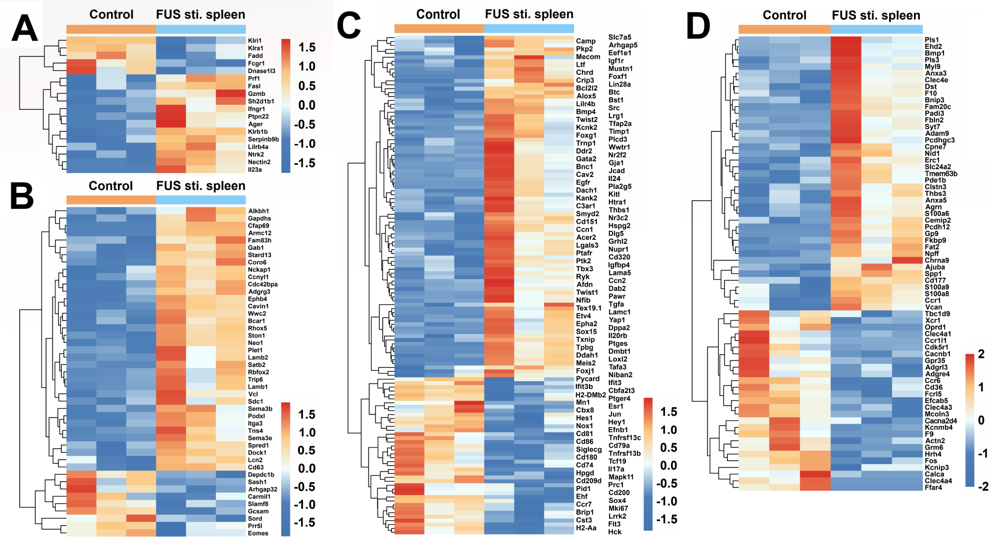 A
Control
FUS sti. spleen
Klri1
Klra1
Fadd
Fcgr1
Dnase1l3
Prf1
Fasl
Gzmb
Sh2d1b1
Ifngr1
Ptpn22
Ager
Klrb1b
Serpinb9b
Lilrb4a
Ntrk2
Nectin2
Il23a
1.5
1.0
0.5
0.0
-0.5
-1.0
-1.5
B
Control
FUS sti. spleen
Alkbh1
Gapdhs
Cfap69
Armc12
Fam83h
Gab1
Stard13
Coro6
Nckap1
Ccnyl1
Cdc42bpa
Adgrg3
Ephb4
Cavin1
Wwc2
Bcar1
Rhox5
Ston1
Neo1
Plet1
Lamb2
Satb2
Rbfox2
Trip6
Lamb1
Vcl
Sdc1
Sema3b
Podxl
Itga3
Tns4
Sema3e
Spred1
Dock1
Lcn2
Cd63
Depdc1b
Sash1
Arhgap32
Carmil1
Slamf8
Gcsam
Sord
Prr5l
Eomes
1.5
1.0
0.5
0.0
-0.5
-1.0
-1.5
C
Control
FUS sti. spleen
Slc7a5
Camp
Arhgap5
Pkp2
Eef1e1
Mecom
Igf1r
Ltf
Mustn1
Chrd
Foxf1
Crip3
Lin28a
Bcl2l2
Btc
Alox5
Bst1
Lilr4b
Src
Bmp4
Lrg1
Twist2
Tfap2a
Kcnk2
Timp1
Foxg1
Plcd3
Trnp1
Wwtr1
Ddr2
Nr2f2
Gata2
Gja1
Bnc1
Jcad
Cav2
Il24
Egfr
Pla2g5
Dach1
Kitl
Kank2
Htra1
C3ar1
Thbs1
Smyd2
Nr3c2
Cd151
Hspg2
Ccn1
Dlg5
Acer2
Grhl2
Lgals3
Nupr1
Ptafr
Cd320
Ptk2
Igfbp4
Tbx3
Lama5
Ryk
Ccn2
Afdn
Dab2
Twist1
Pawr
Nfib
Tgfa
Tex19.1
Lamc1
Etv4
Yap1
Epha2
Dppa2
Sox15
Il20rb
Txnip
Ptges
Tpbg
Dmbt1
Ddah1
Loxl2
Meis2
Tafa3
Foxj1
Niban2
Pycard
Ifit3
Ifit3b
Cbfa2t3
H2-DMb2
Ptger4
Mn1
Esr1
Cbx8
Jun
Hes1
Hey1
Nox1
Efnb1
Cd81
Tnfrsf13c
Cd86
Cd79a
Siglecg
Tnfrsf13b
Cd180
Tcf19
Cd74
Il17a
Hpgd
Mapk11
Cd209d
Prc1
Pid1
Cd200
Ehf
Sox4
Ccr7
Mki67
Brip1
Lrrk2
Cst3
Flt3
H2-Aa
Hck
1.5
1.0
0.5
0.0
-0.5
-1.0
-1.5
D
Control
FUS sti. spleen
Pls1
Ehd2
Bmp1
Pls3
Myl9
Anxa3
Clec4e
Dst
F10
Bnip3
Fam20c
Padi3
Fbln2
Syt7
Adam9
Pcdhgc3
Cpne7
Nid1
Erc1
Slc24a2
Tmem63b
Pde1b
Clstn3
Thbs3
Anxa5
Agrn
S100a6
Cemip2
Pcdh12
Gp9
Fkbp9
Fat2
Npff
Chrna9
Ajuba
Spp1
Cd177
S100a9
S100a8
Ccr1
Vcan
Tbc1d9
Xcr1
Oprd1
Clec4a1
Ccr1l1
Cdk5r1
Cacnb1
Gpr35
Adgrl3
Adgre4
Ccr6
Cd36
Fcrl5
Efcab5
Clec4a3
Mcoln3
Cacna2d4
Kcnmb4
F9
Actn2
Grm6
Hrh4
Fos
Kcnip3
Calca
Clec4a4
Ffar4
2
1
0
-1
-2